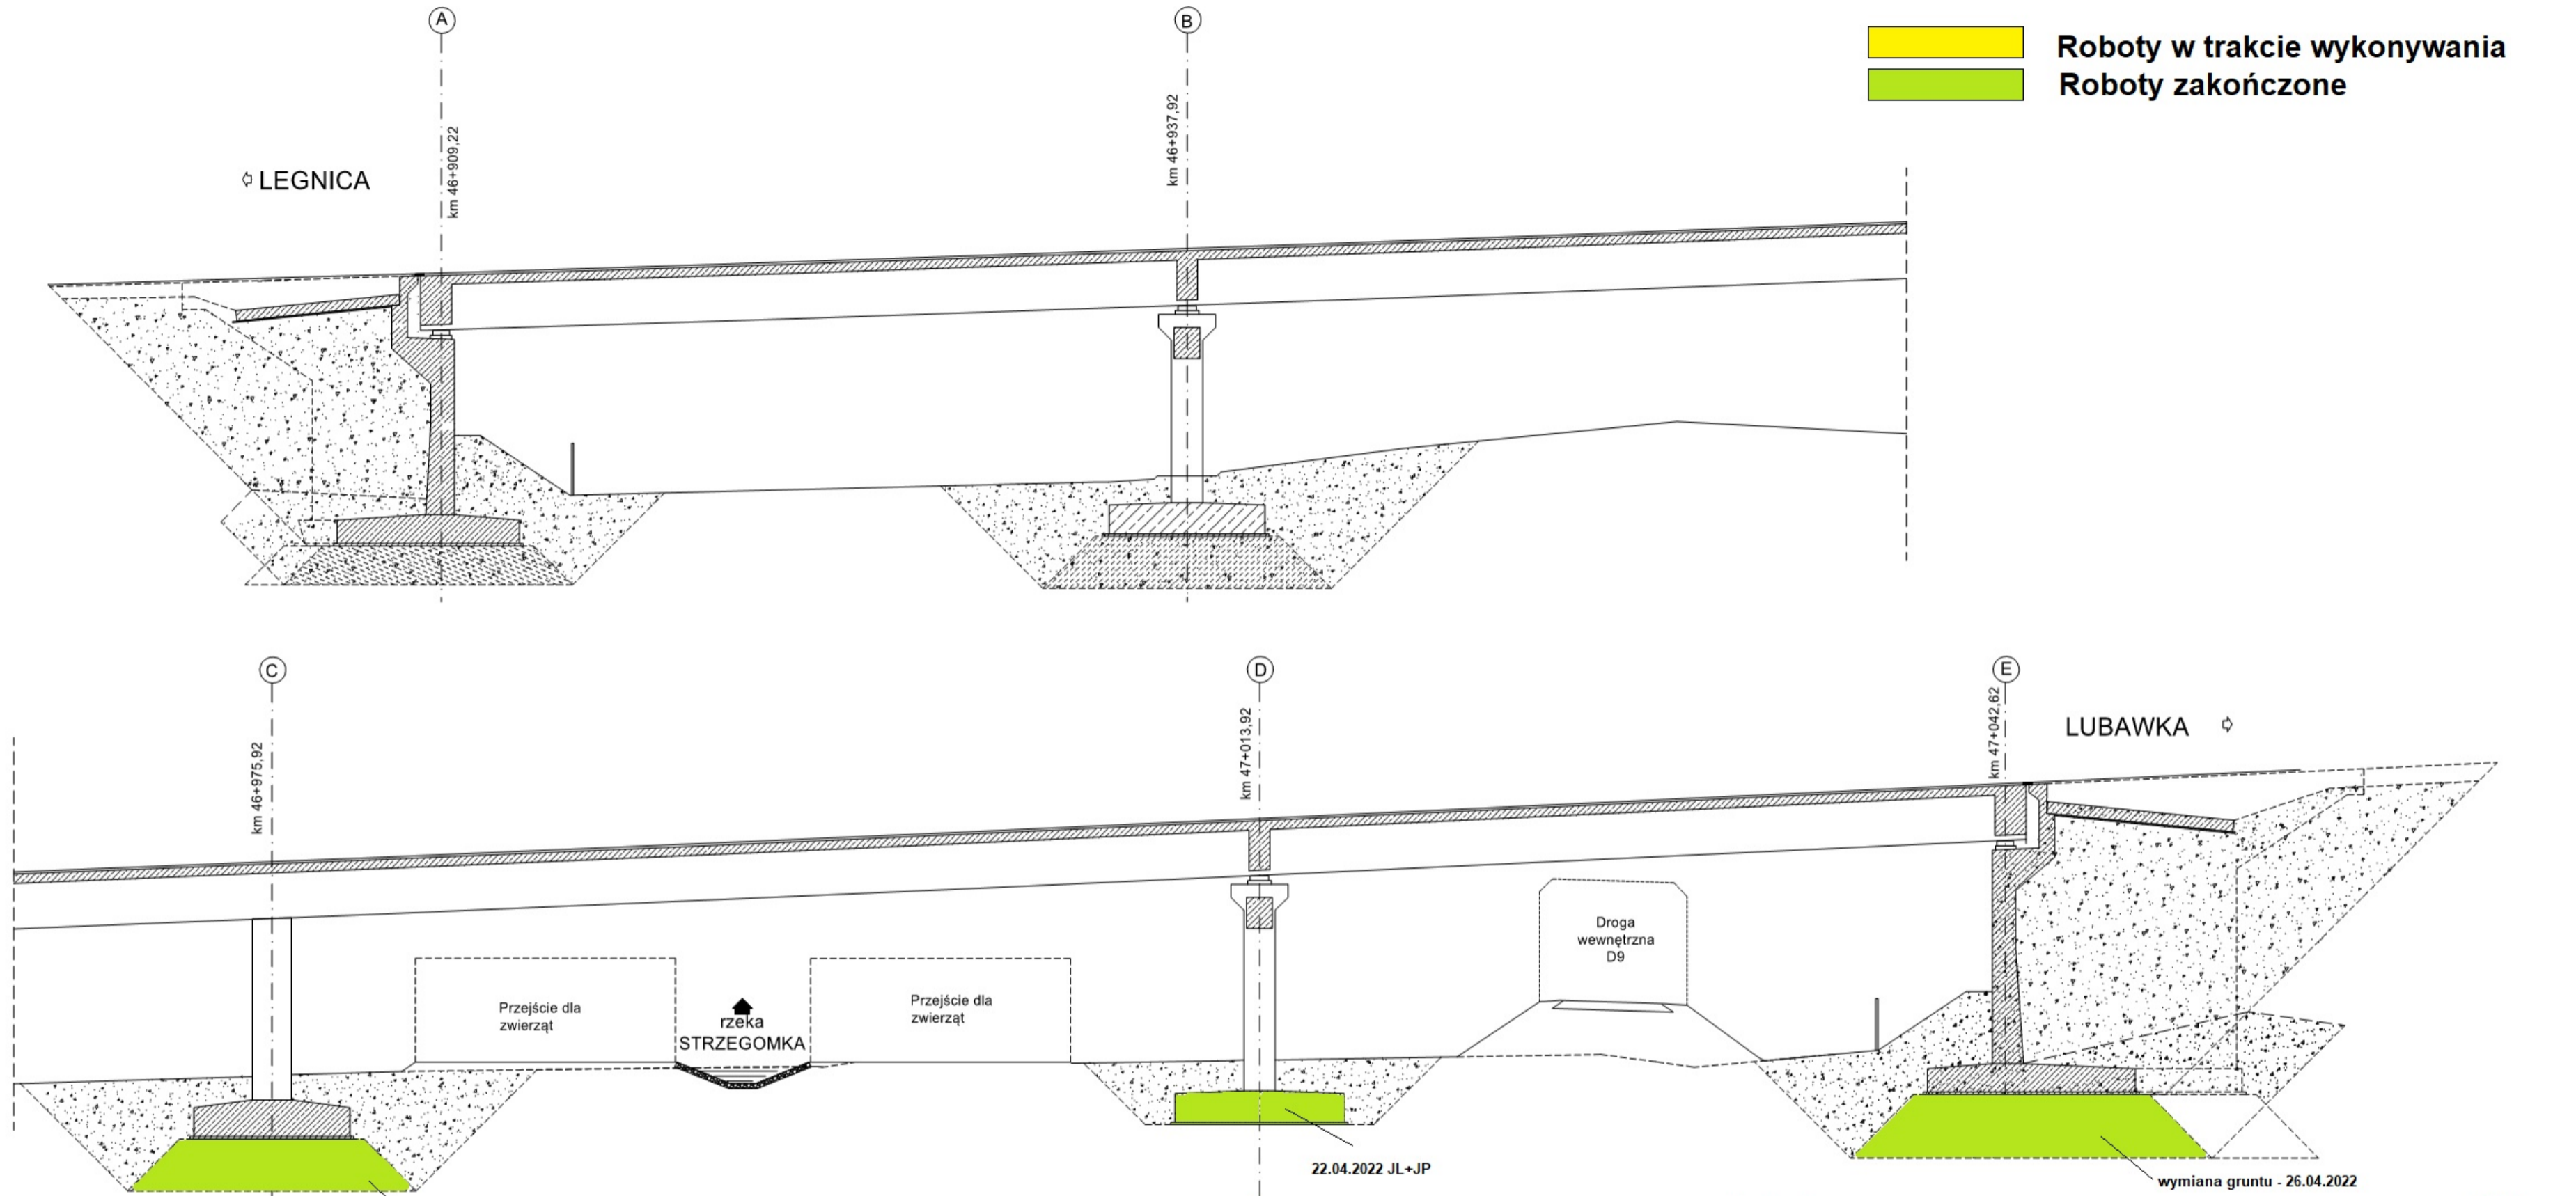 A
B
Roboty w trakcie wykonywania
Roboty zakończone
km 46+909,22
km 46+937,92
LEGNICA
C
D
E
km 46+975,92
km 47+013,92
km 47+042,62
LUBAWKA
Droga
wewnętrzna
D9
Przejście dla
zwierząt
rzeka
STRZEGOMKA
Przejście dla
zwierząt
22.04.2022 JL+JP
wymiana gruntu - 26.04.2022